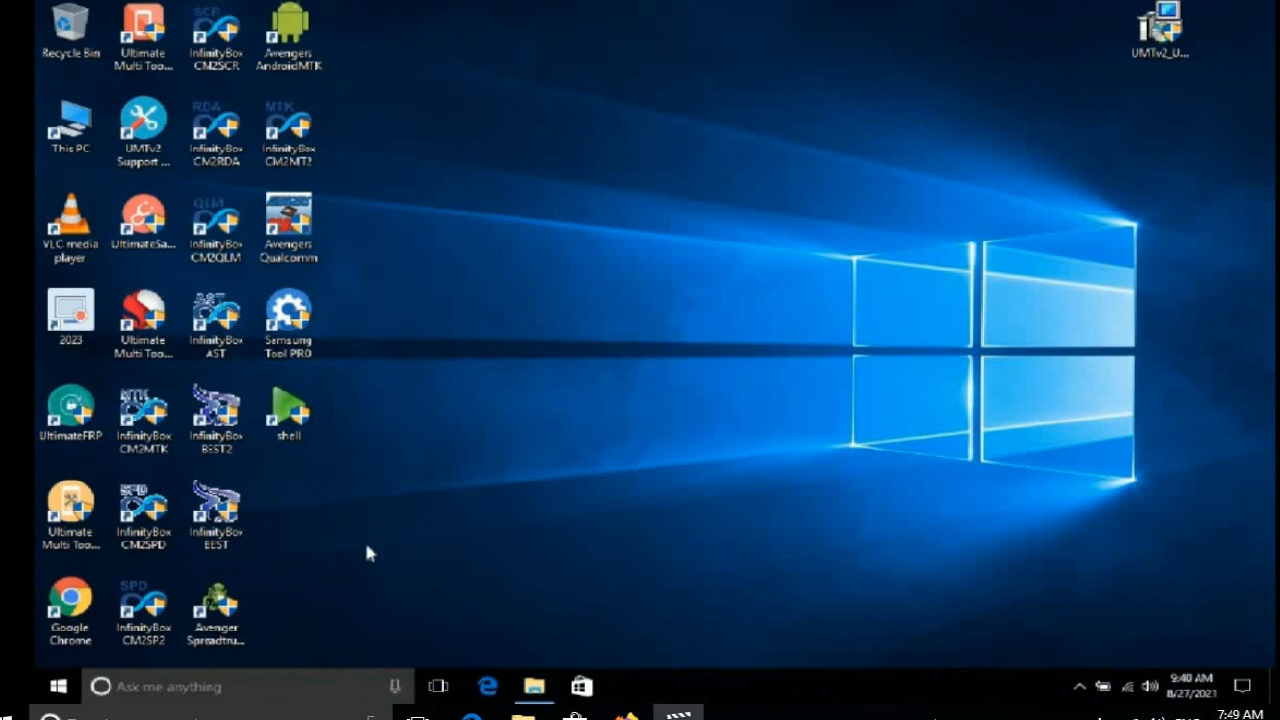 Recycle Bin
Ultimate
Multi Too...
SCR
InfinityBox
CM2SCR
Avengers
AndroidMTK
UMTv2_U...
This PC
UMTv2
Support ...
RDA
InfinityBox
CM2RDA
MTK
InfinityBox
CM2MT2
VLC media
player
UltimateSa...
QLM
InfinityBox
CM2QLM
Avengers
Qualcomm
2023
Ultimate
Multi Too...
AST
InfinityBox
AST
Samsung
Tool PRO
UltimateFRP
MTK
InfinityBox
CM2MTK
InfinityBox
BEST2
shell
Ultimate
Multi Too...
SPD
InfinityBox
CM2SPD
InfinityBox
BEST
Google
Chrome
SPD
InfinityBox
CM2SP2
Avenger
Spreadtru...
Ask me anything
9:40 AM
8/27/2021
7:49 AM